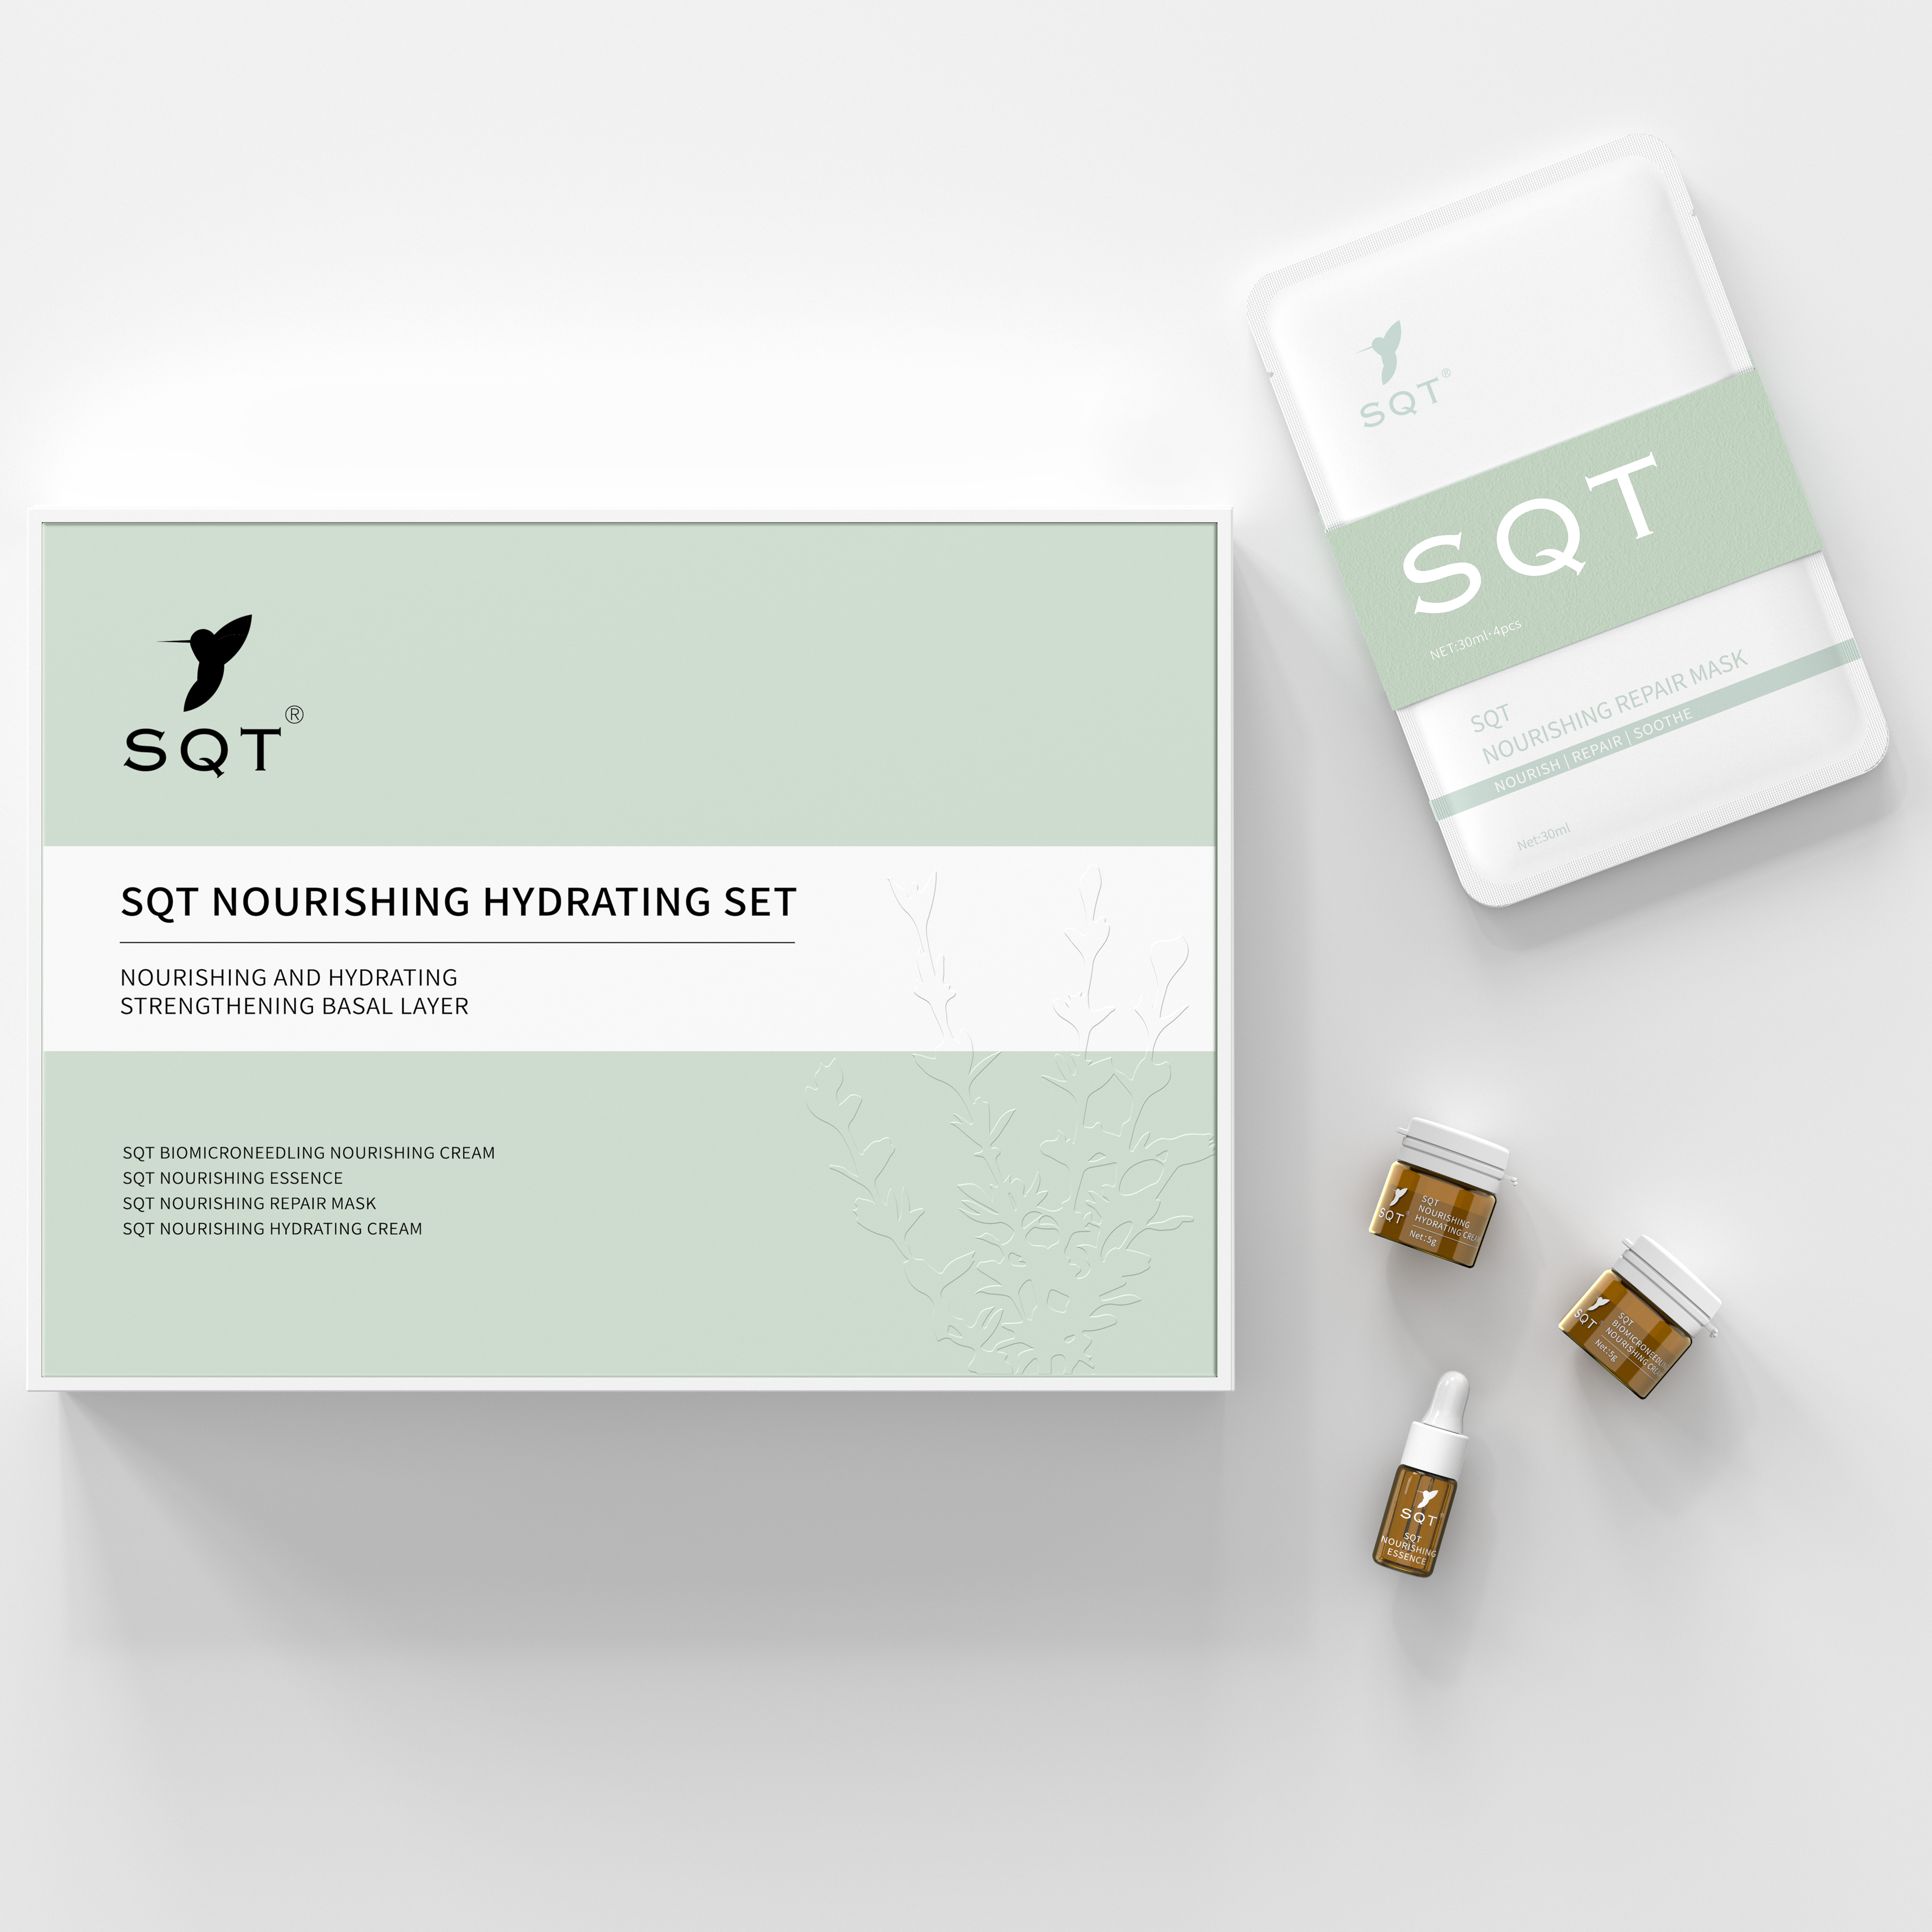 SQT®
SQT NOURISHING HYDRATING SET
NOURISHING AND HYDRATING
STRENGTHENING BASAL LAYER
SQT BIOMICRONEEDLING NOURISHING CREAM
SQT NOURISHING ESSENCE
SQT NOURISHING REPAIR MASK
SQT NOURISHING HYDRATING CREAM
SQT®
SQT
NET:30ml·4pcs
SQT
NOURISHING REPAIR MASK
NOURISH | REPAIR | SOOTHE
Net:30ml
SQT
SQT
NOURISHING
HYDRATING
Net:5g
SQT
SQT
NOURISHING
Net:5g
SQT
SQT
NOURISHING
ESSENCE